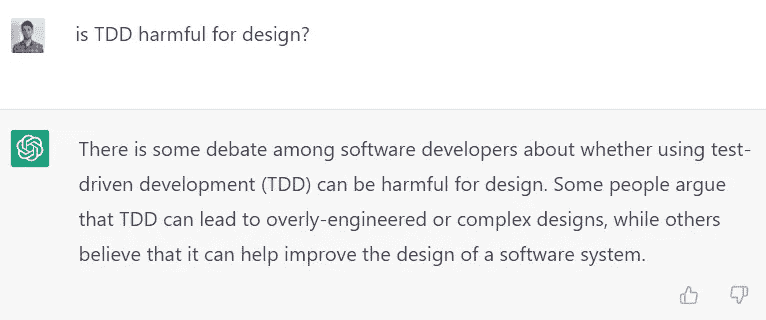 is TDD harmful for design?
There is some debate among software developers about whether using test-
driven development (TDD) can be harmful for design. Some people argue
that TDD can lead to overly-engineered or complex designs, while others
believe that it can help improve the design of a software system.